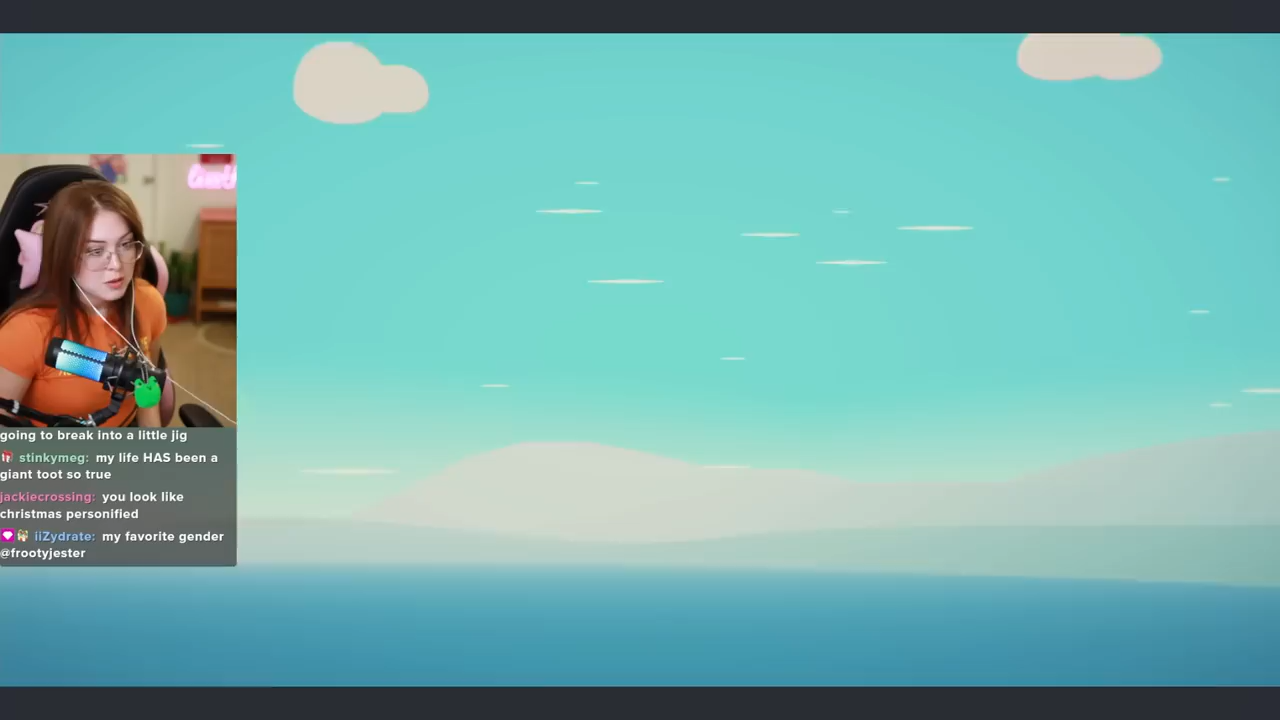 going to break into a little jig
stinkymeg: my life HAS been a
giant toot so true
jackiecrossing: you look like
christmas personified
iiZydrate: my favorite gender
@frootyjester